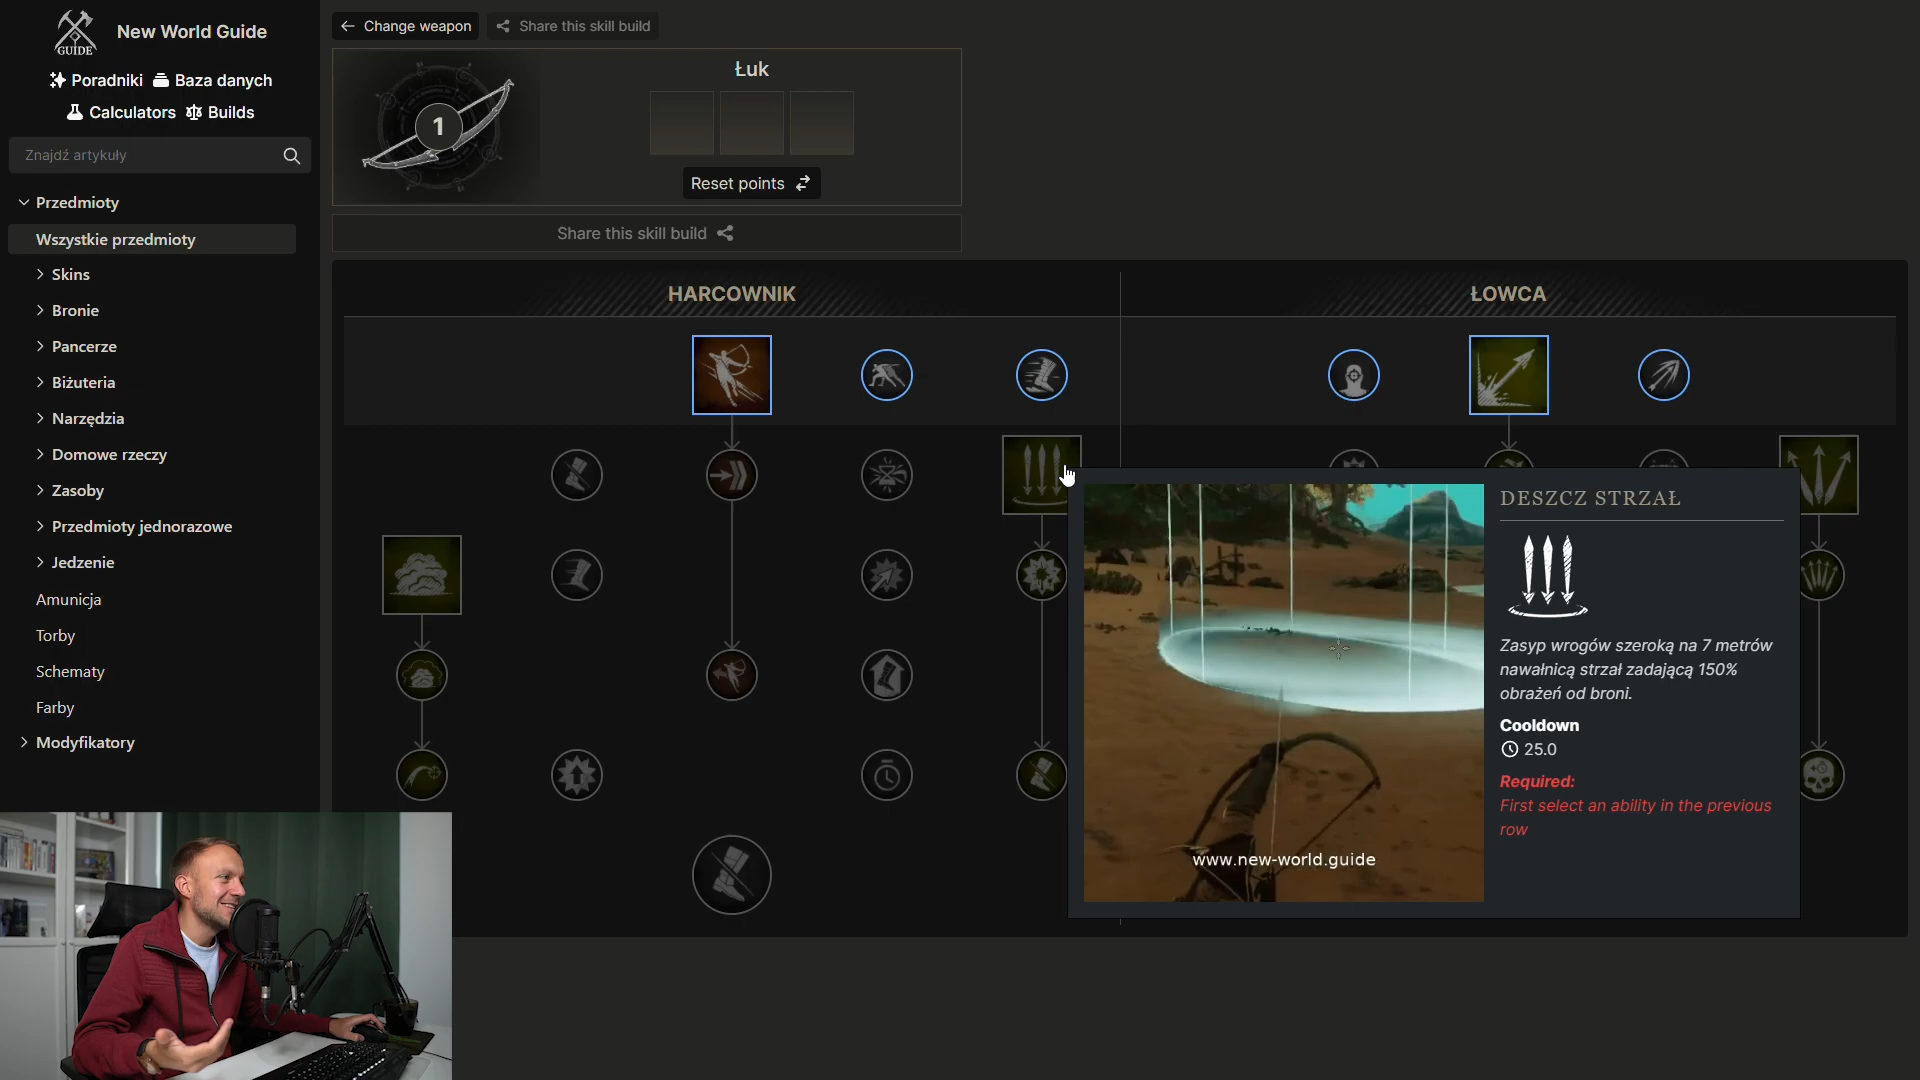 GUIDE
New World Guide
Poradniki Baza danych
Calculators Builds
Znajdź artykuły
Przedmioty
Wszystkie przedmioty
Skins
Bronie
Pancerze
Biżuteria
Narzędzia
Domowe rzeczy
Zasoby
Przedmioty jednorazowe
Jedzenie
Amunicja
Torby
Schematy
Farby
Modyfikatory
Change weapon
Share this skill build
1
Łuk
Reset points
Share this skill build
HARCOWNIK
ŁOWCA
DESZCZ STRZAŁ
Zasyp wrogów szeroką na 7 metrów
nawałnicą strzał zadającą 150%
obrażeń od broni.
Cooldown
25.0
Required:
First select an ability in the previous
row
www.new-world.guide